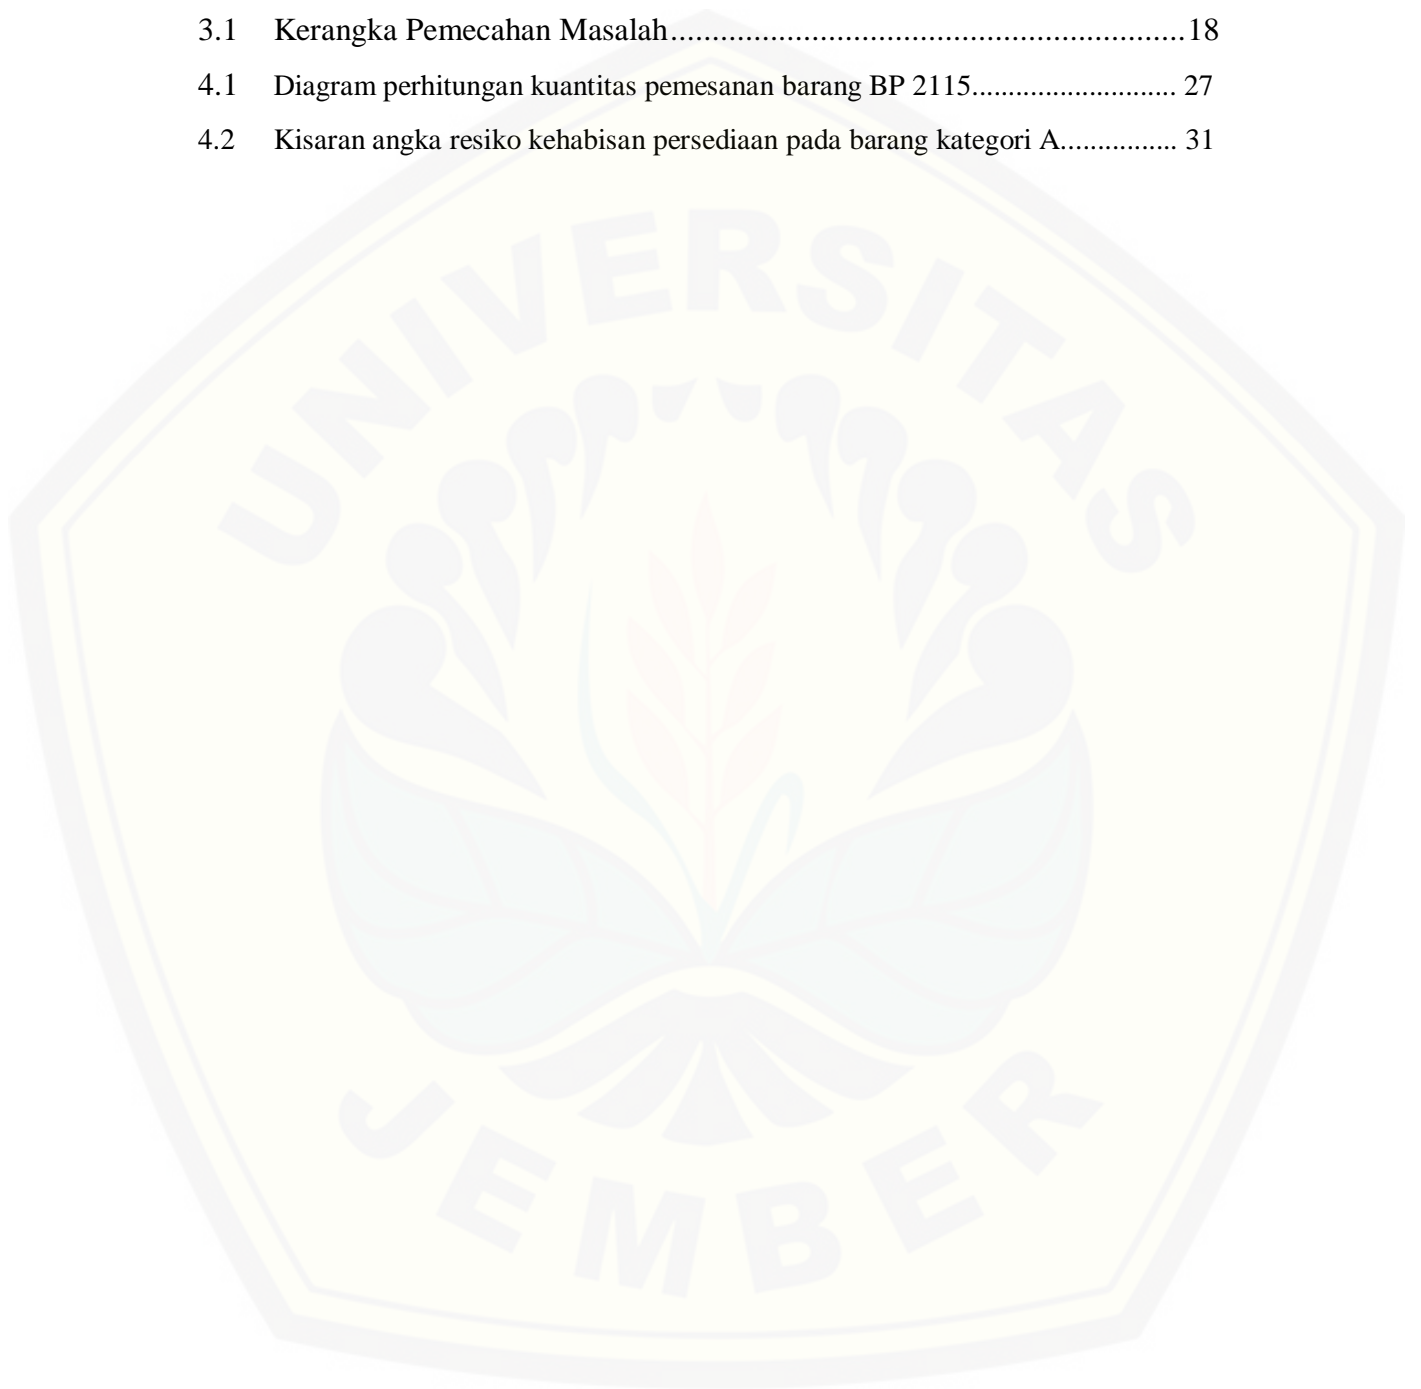 3.1 Kerangka Pemecahan Masalah..............................................................18
4.1 Diagram perhitungan kuantitas pemesanan barang BP 2115............................ 27
4.2 Kisaran angka resiko kehabisan persediaan pada barang kategori A................ 31
UNIVERSITAS
JEMBER